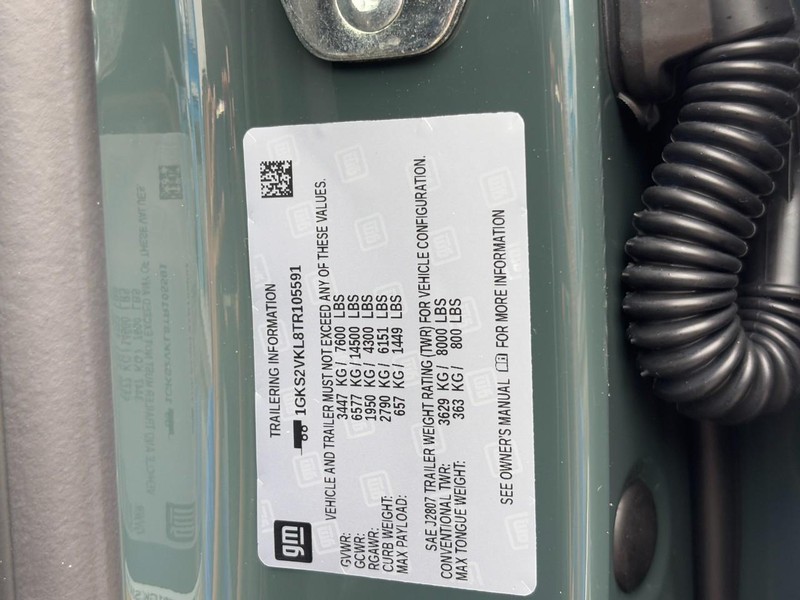 gm
TRAILERING INFORMATION
1GKS2VKL8TR105591
VEHICLE AND TRAILER MUST NOT EXCEED ANY OF THESE VALUES.
GVWR: 3447 KG / 7600 LBS
GCWR: 6577 KG / 14500 LBS
RGAWR: 1950 KG / 4300 LBS
CURB WEIGHT: 2790 KG / 6151 LBS
MAX PAYLOAD: 657 KG / 1449 LBS
SAE J2807 TRAILER WEIGHT RATING (TWR) FOR VEHICLE CONFIGURATION.
CONVENTIONAL TWR: 3629 KG / 8000 LBS
MAX TONGUE WEIGHT: 363 KG / 800 LBS
SEE OWNER'S MANUAL FOR MORE INFORMATION